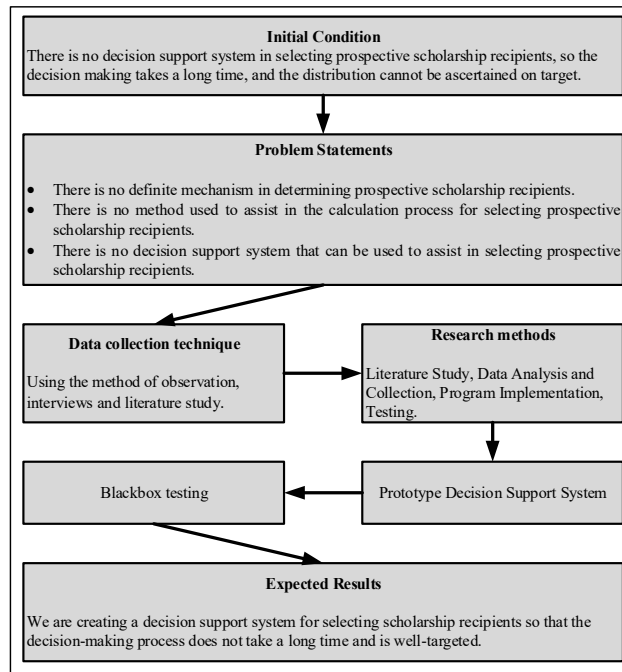 Initial Condition
There is no decision support system in selecting prospective scholarship recipients, so the
decision making takes a long time, and the distribution cannot be ascertained on target.
Problem Statements
• There is no definite mechanism in determining prospective scholarship recipients.
• There is no method used to assist in the calculation process for selecting prospective
scholarship recipients.
• There is no decision support system that can be used to assist in selecting prospective
scholarship recipients.
Data collection technique
Using the method of observation,
interviews and literature study.
Research methods
Literature Study, Data Analysis and
Collection, Program Implementation,
Testing.
Blackbox testing
Prototype Decision Support System
Expected Results
We are creating a decision support system for selecting scholarship recipients so that the
decision-making process does not take a long time and is well-targeted.